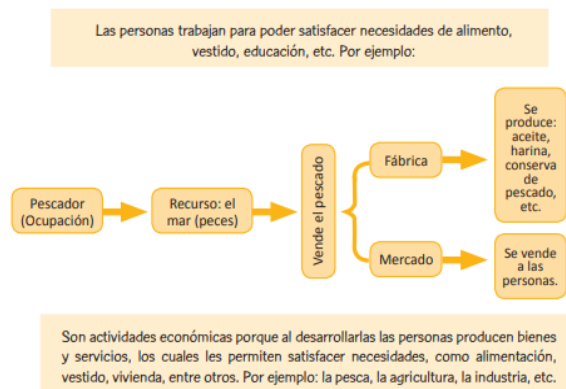 Las personas trabajan para poder satisfacer necesidades de alimento,
vestido, educación, etc. Por ejemplo:
Pescador
(Ocupación)
Recurso: el
mar (peces)
Vende el pescado
Fábrica
Se
produce:
aceite,
harina,
conserva
de
pescado,
etc.
Mercado
Se vende
a las
personas.
Son actividades económicas porque al desarrollarlas las personas producen bienes
y servicios, los cuales les permiten satisfacer necesidades, como alimentación,
vestido, vivienda, entre otros. Por ejemplo: la pesca, la agricultura, la industria, etc.